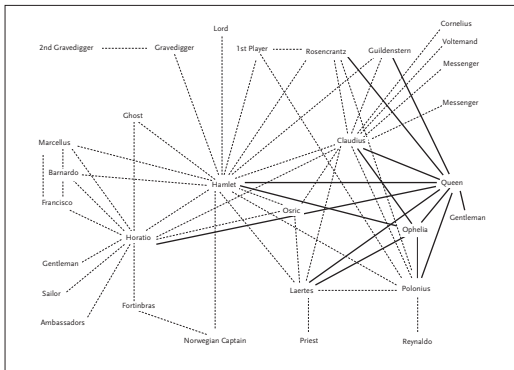 Cornelius
Lord
2nd Gravedigger
Gravedigger
1st Player
Rosencrantz
Guildenstern
Voltemand
Messenger
Messenger
Ghost
Marcellus
Claudius
Barnardo
Hamlet
Queen
Francisco
Osric
Gentleman
Horatio
Ophelia
Gentleman
Sailor
Laertes
Polonius
Fortinbras
Ambassadors
Norwegian Captain
Priest
Reynaldo